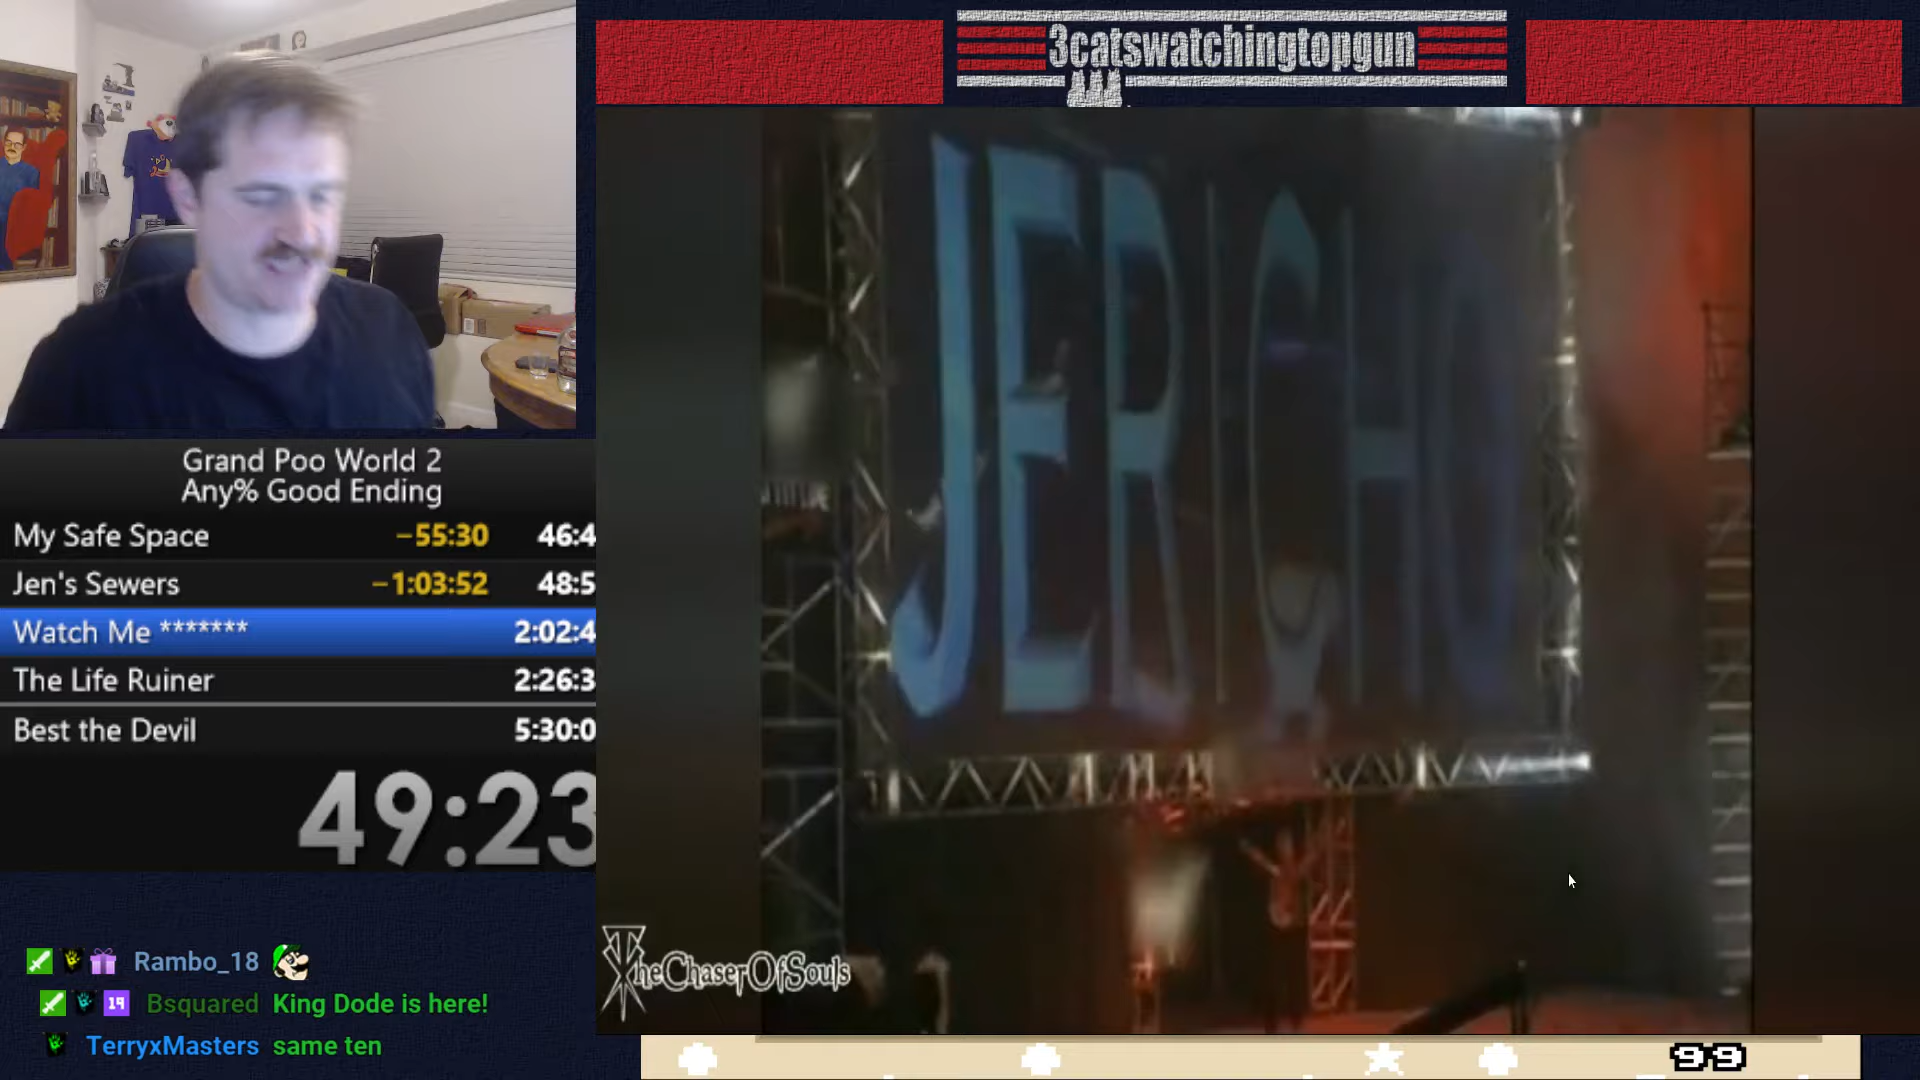 3catswatchingtopgun
JERICHO
Grand Poo World 2
Any% Good Ending
My Safe Space −55:30 46:4
Jen's Sewers −1:03:52 48:5
Watch Me ******* 2:02:4
The Life Ruiner 2:26:3
Best the Devil 5:30:0
49:23
Rambo_18
19 Bsquared King Dode is here!
TerryxMasters same ten
TheChaserOfSouls
99